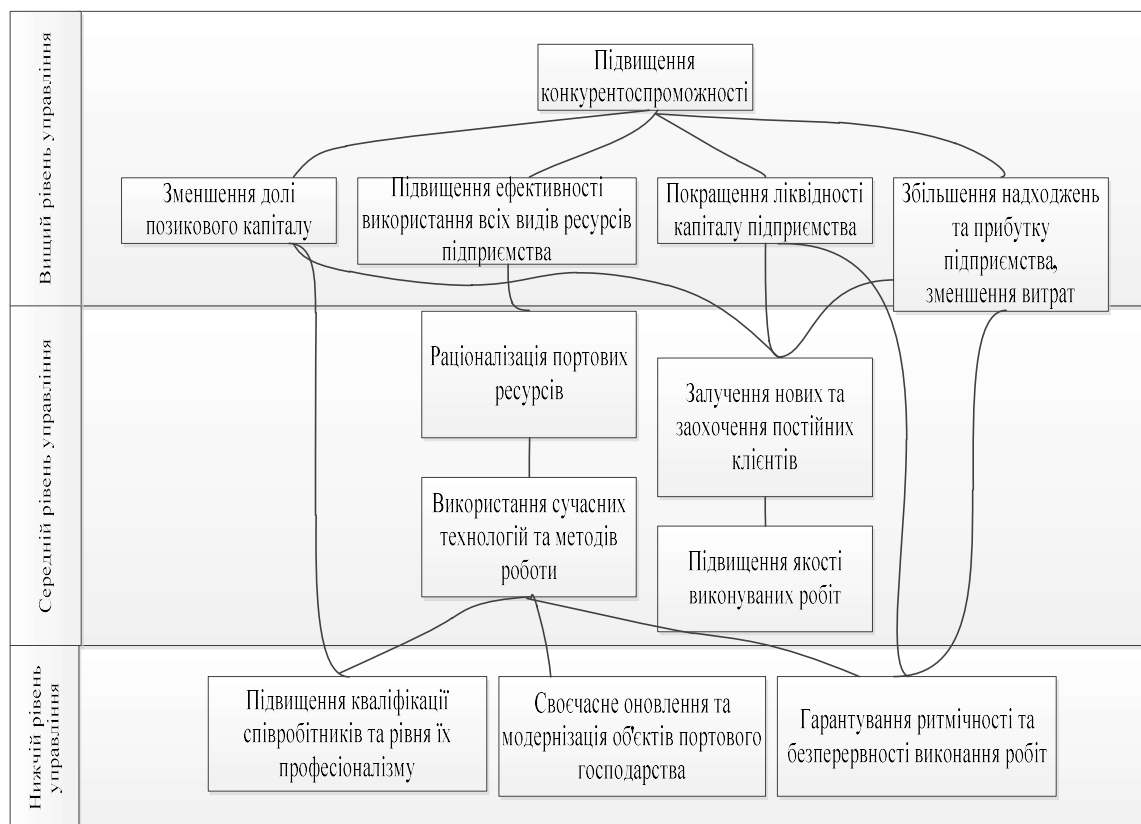 Вищий рівень управління
Підвищення
конкурентоспроможності
Зменшення долі
позикового капіталу
Підвищення ефективності
використання всіх видів ресурсів
підприємства
Покращення ліквідності
капіталу підприємства
Збільшення надходжень
та прибутку
підприємства,
зменшення витрат
Середній рівень управління
Раціоналізація портових
ресурсів
Залучення нових та
заохочення постійних
клієнтів
Використання сучасних
технологій та методів
роботи
Підвищення якості
виконуваних робіт
Нижчій рівень
управління
Підвищення кваліфікації
співробітників та рівня їх
професіоналізму
Своєчасне оновлення та
модернізація об'єктів портового
господарства
Гарантування ритмічності та
безперервності виконання робіт